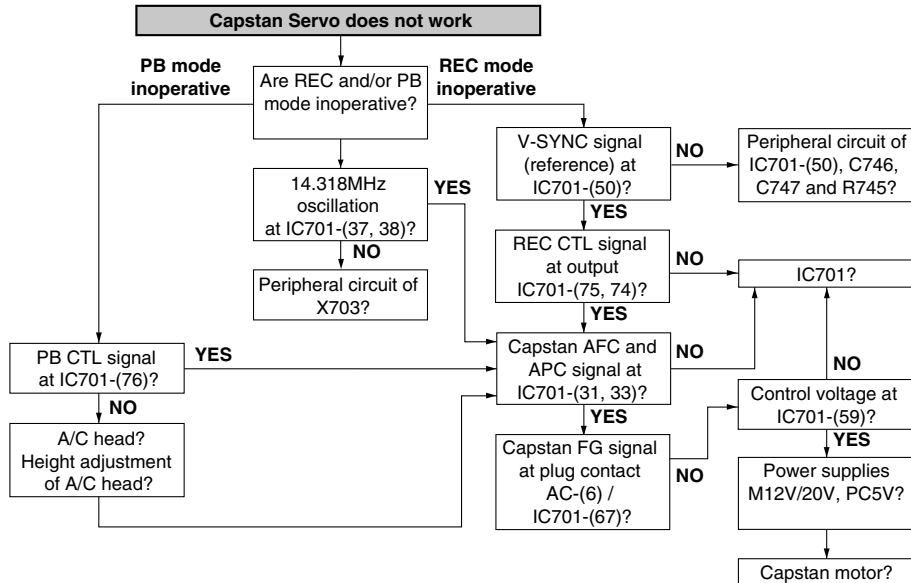 Capstan Servo does not work
PB mode
inoperative
Are REC and/or PB
mode inoperative?
REC mode
inoperative
V-SYNC signal
(reference) at
IC701-(50)?
NO
Peripheral circuit of
IC701-(50), C746,
C747 and R745?
14.318MHz
oscillation
at IC701-(37, 38)?
YES
YES
NO
REC CTL signal
at output
IC701-(75, 74)?
NO
IC701?
Peripheral circuit of
X703?
YES
PB CTL signal
at IC701-(76)?
YES
Capstan AFC and
APC signal at
IC701-(31, 33)?
NO
NO
Control voltage at
IC701-(59)?
NO
YES
YES
A/C head?
Height adjustment
of A/C head?
Capstan FG signal
at plug contact
AC-(6) /
IC701-(67)?
NO
Power supplies
M12V/20V, PC5V?
Capstan motor?